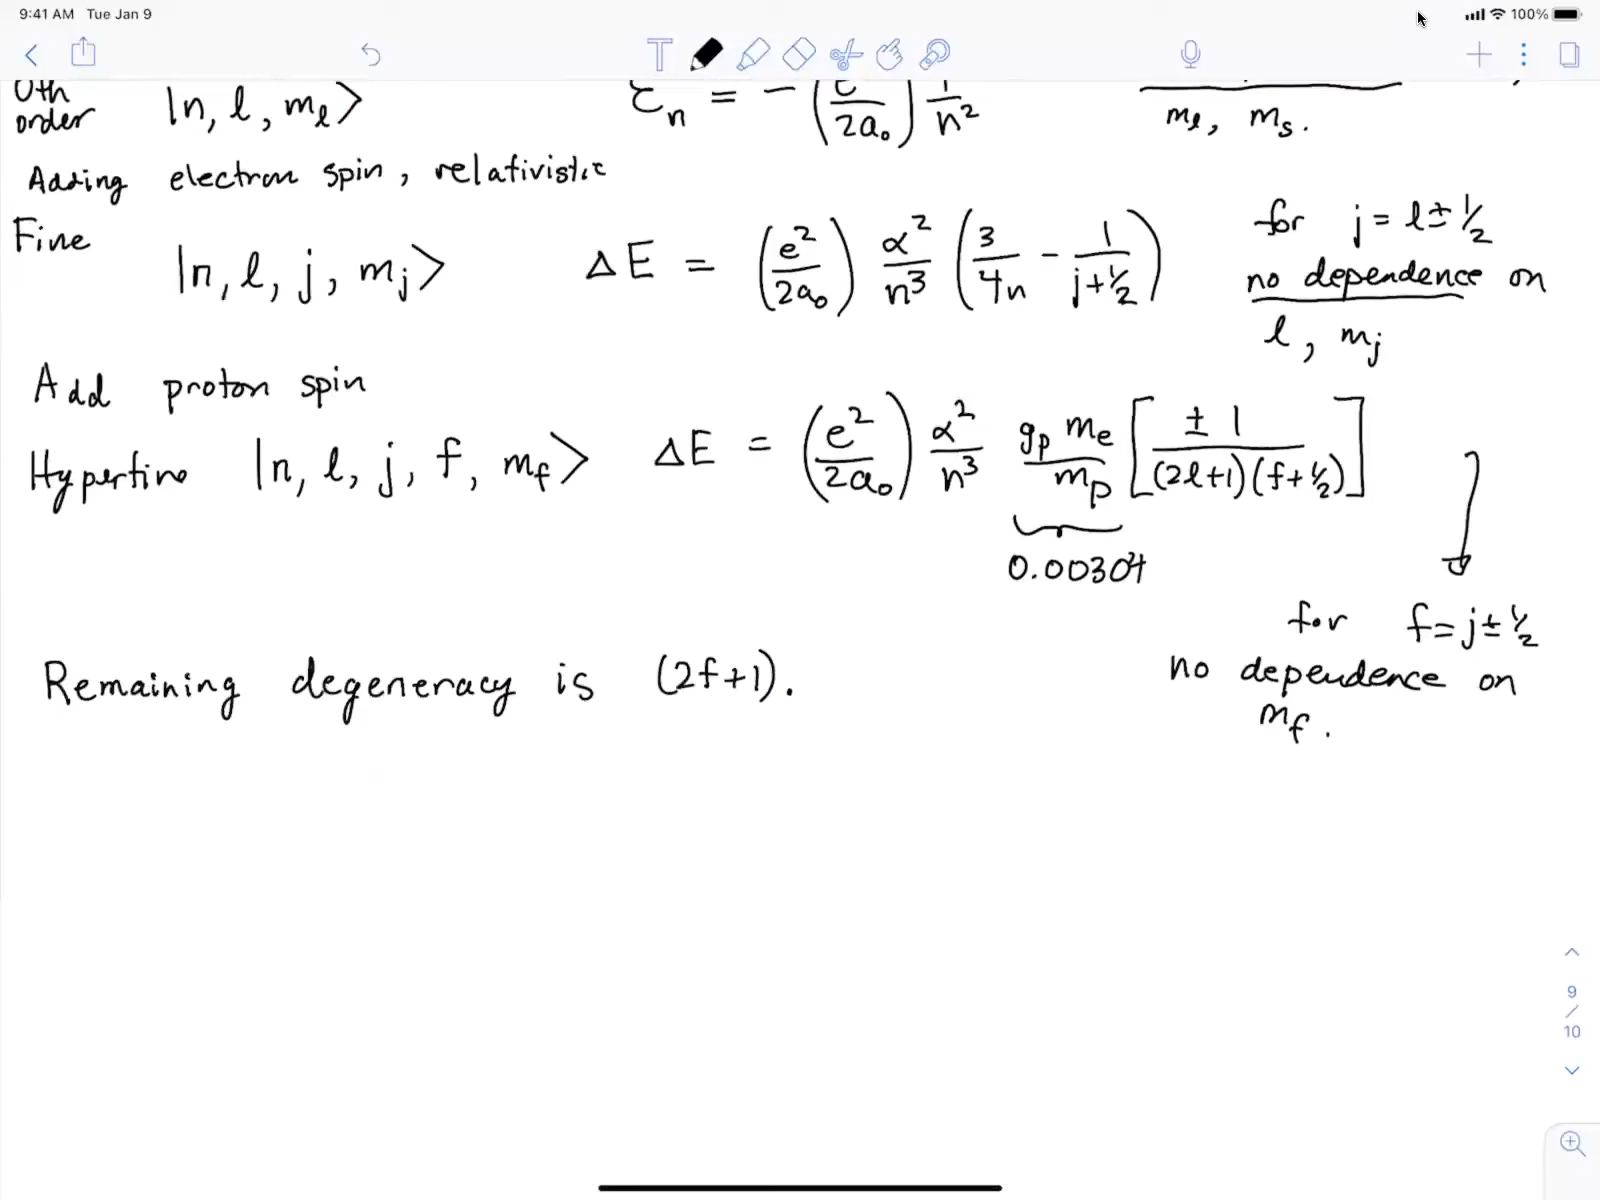 9:41 AM Tue Jan 9
100%
T
0th order |n, l, m_l> ε_n = - ( /2a₀) 1/n² m_l, m_s.
Adding electron spin, relativistic
Fine |n, l, j, m_j> ΔE = (e²/2a₀) α²/n³ (3/4n - 1/(j+½)) for j = l ± ½
no dependence on
l, m_j
Add proton spin
Hyperfine |n, l, j, f, m_f> ΔE = (e²/2a₀) α²/n³ g_p m_e/m_p [±1/((2l+1)(f+½))]
0.00304
for f = j ± ½
no dependence on
m_f.
Remaining degeneracy is (2f+1).
9
/
10